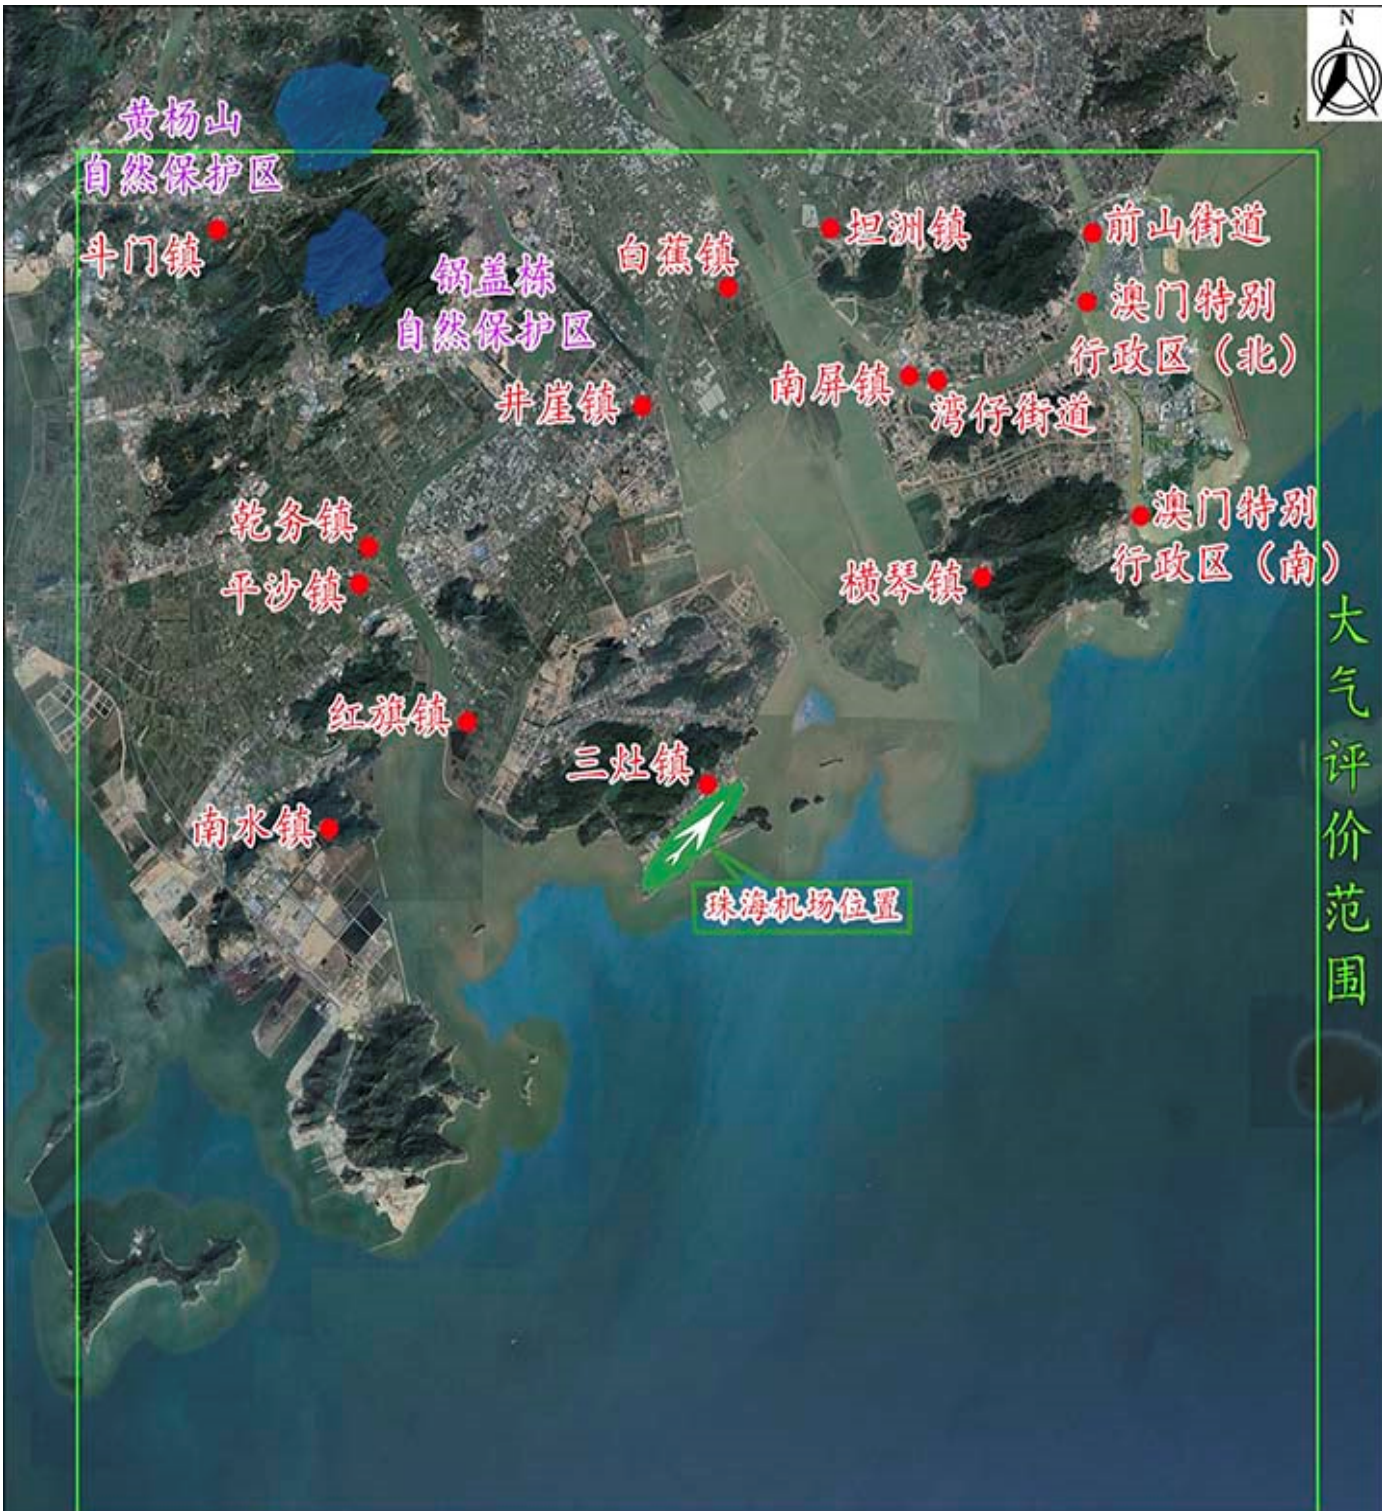 N
黄杨山
自然保护区
斗门镇
锅盖栋
自然保护区
白蕉镇
坦洲镇
前山街道
澳门特别
行政区（北）
南屏镇
湾仔街道
井崖镇
乾务镇
平沙镇
澳门特别
行政区（南）
横琴镇
大气评价范围
红旗镇
三灶镇
南水镇
珠海机场位置